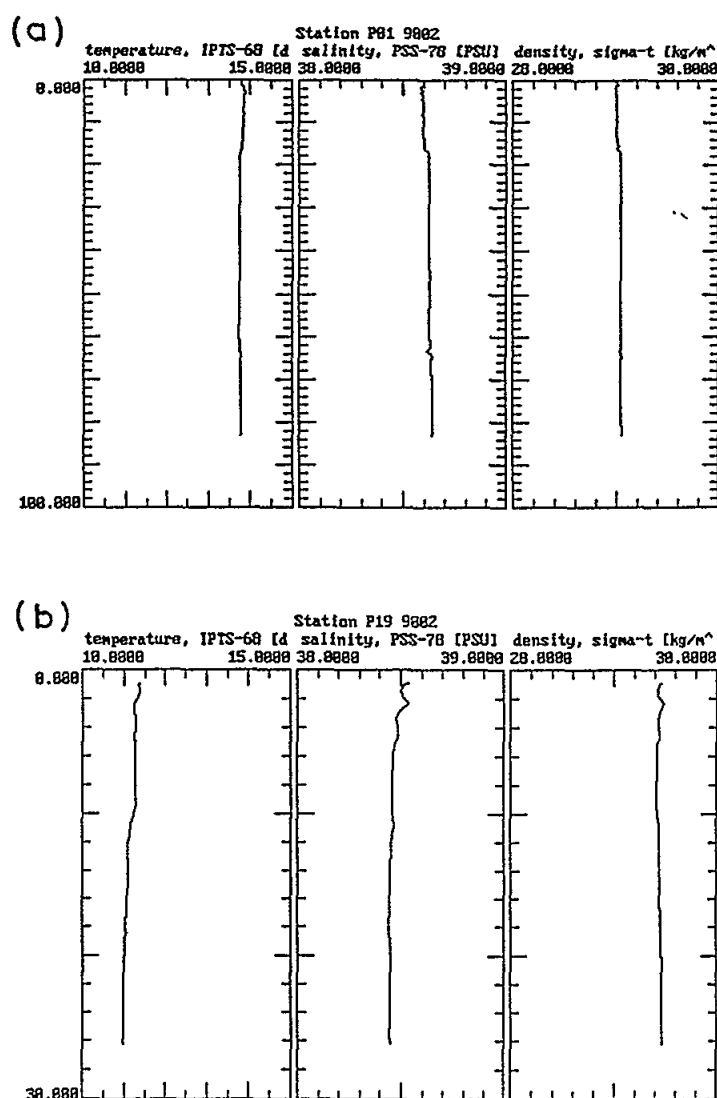 (a)
Station P01 9002
temperature, IPTS-68 [d salinity, PSS-78 [PSU] density, sigma-t [kg/m^
10.0000 15.0000 38.0000 39.0000 28.0000 30.0000
0.000
100.000
(b)
Station P19 9002
temperature, IPTS-68 [d salinity, PSS-78 [PSU] density, sigma-t [kg/m^
10.0000 15.0000 38.0000 39.0000 28.0000 30.0000
0.000
30.000